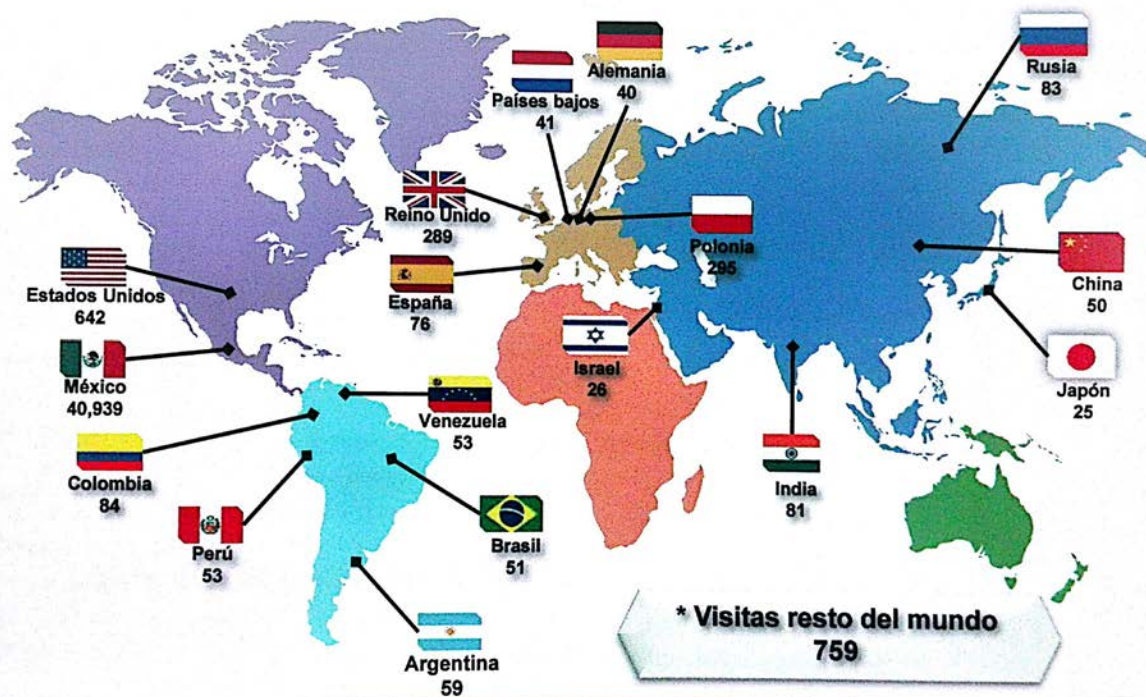 Alemania
40
Países bajos
41
Rusia
83
Reino Unido
289
Polonia
295
Estados Unidos
642
España
76
China
50
México
40,939
Israel
26
Japón
25
Venezuela
53
Colombia
84
India
81
Perú
53
Brasil
51
Argentina
59
* Visitas resto del mundo
759